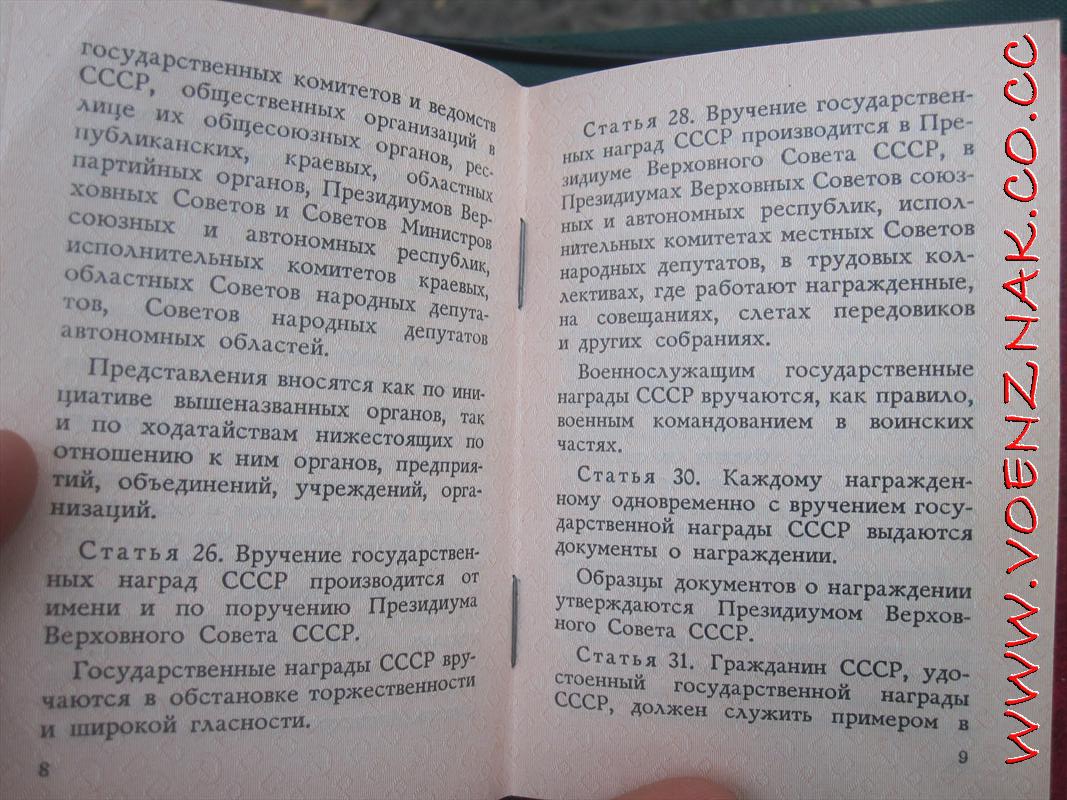 государственных комитетов и ведомств
СССР, общественных организаций в
лице их общесоюзных органов, рес-
публиканских, краевых, областных
партийных органов, Президиумов Вер-
ховных Советов и Советов Министров
союзных и автономных республик,
исполнительных комитетов краевых,
областных Советов народных депута-
тов, Советов народных депутатов
автономных областей.
Представления вносятся как по ини-
циативе вышеназванных органов, так
и по ходатайствам нижестоящих по
отношению к ним органов, предприя-
тий, объединений, учреждений, орга-
низаций.
Статья 26. Вручение государствен-
ных наград СССР производится от
имени и по поручению Президиума
Верховного Совета СССР.
Государственные награды СССР вру-
чаются в обстановке торжественности
и широкой гласности.
8
Статья 28. Вручение государствен-
ных наград СССР производится в Пре-
зидиуме Верховного Совета СССР, в
Президиумах Верховных Советов союз-
ных и автономных республик, испол-
нительных комитетах местных Советов
народных депутатов, в трудовых кол-
лективах, где работают награжденные,
на совещаниях, слетах передовиков
и других собраниях.
Военнослужащим государственные
награды СССР вручаются, как правило,
военным командованием в воинских
частях.
Статья 30. Каждому награжден-
ному одновременно с вручением госу-
дарственной награды СССР выдаются
документы о награждении.
Образцы документов о награждении
утверждаются Президиумом Верхов-
ного Совета СССР.
Статья 31. Гражданин СССР, удо-
стоенный государственной награды
СССР, должен служить примером в
9
www.VOENZNAK.CO.CC